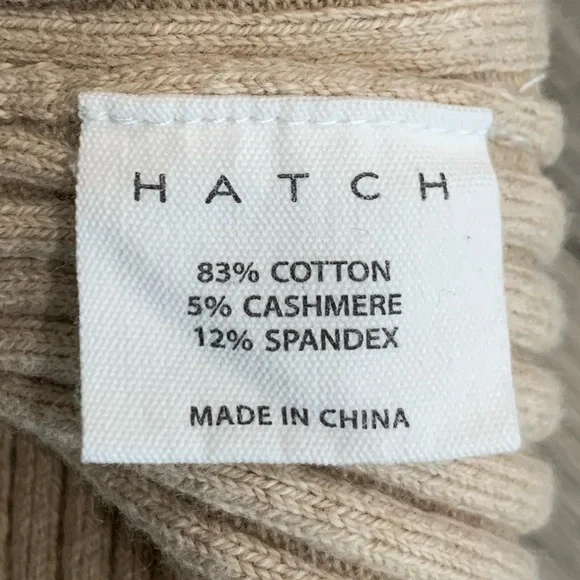 HATCH
83% COTTON
5% CASHMERE
12% SPANDEX
MADE IN CHINA